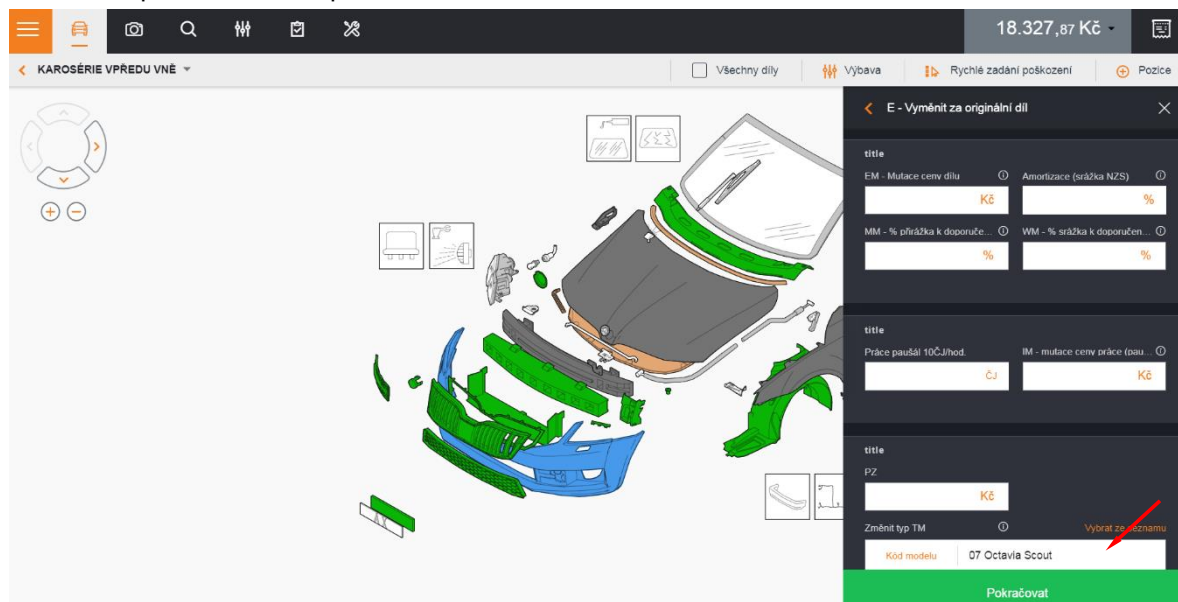 18.327,87 Kč
KAROSÉRIE VPŘEDU VNĚ
Všechny díly
Výbava
Rychlé zadání poškození
Pozice
E - Vyměnit za originální díl
title
EM - Mutace ceny dílu
Amortizace (srážka NZS)
Kč
%
MM - % přirážka k doporuče...
WM - % srážka k doporučen...
%
%
title
Práce paušál 10ČJ/hod.
IM - mutace ceny práce (pau...
ČJ
Kč
title
PZ
Kč
Změnit typ TM
Vybrat ze seznamu
Kód modelu
07 Octavia Scout
Pokračovat